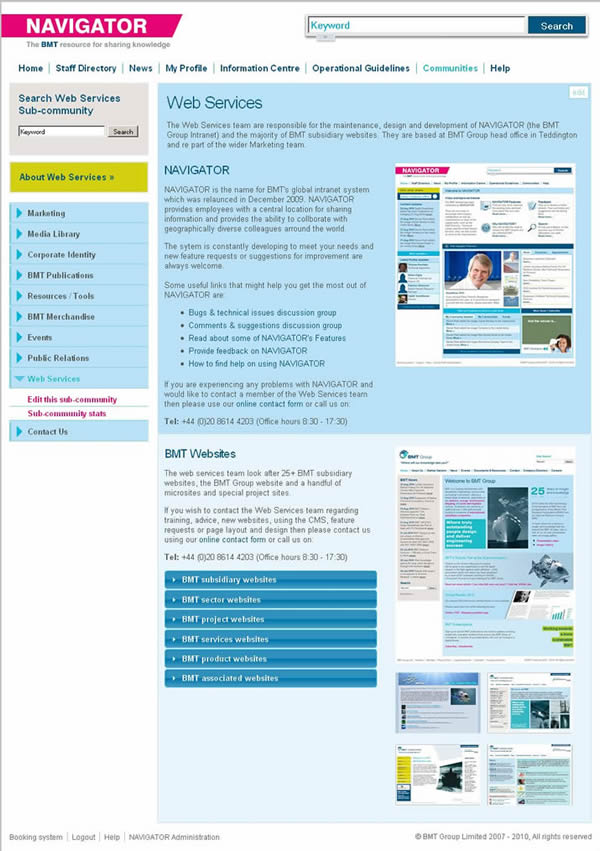 NAVIGATOR
The BMT resource for sharing knowledge
Keyword
Search
Home | Staff Directory | News | My Profile | Information Centre | Operational Guidelines | Communities | Help
Search Web Services
Sub-community
Keyword
Search
About Web Services »
Marketing
Media Library
Corporate Identity
BMT Publications
Resources / Tools
BMT Merchandise
Events
Public Relations
Web Services
Edit this sub-community
Sub-community stats
Contact Us
Web Services
edit
The Web Services team are responsible for the maintenance, design and development of NAVIGATOR (the BMT
Group Intranet) and the majority of BMT subsidiary websites. They are based at BMT Group head office in Teddington
and re part of the wider Marketing team.
NAVIGATOR
NAVIGATOR is the name for BMT's global intranet system
which was relaunced in December 2009. NAVIGATOR
provides employees with a central location for sharing
information and provides the ability to collborate with
geographically diverse colleagues around the world.
The sytem is constantly developing to meet your needs and
new feature requests or suggestions for improvement are
always welcome.
Some useful links that might help you get the most out of
NAVIGATOR are:
• Bugs & technical issues discussion group
• Comments & suggestions discussion group
• Read about some of NAVIGATOR's Features
• Provide feedback on NAVIGATOR
• How to find help on using NAVIGATOR
If you are experiencing any problems with NAVIGATOR and
would like to contact a member of the Web Services team
then please use our online contact form or call us on:
Tel: +44 (0)20 8614 4203 (Office hours 8:30 - 17:30)
NAVIGATOR
BMT Websites
The web services team look after 25+ BMT subsidiary
websites, the BMT Group website and a handful of
microsites and special project sites.
If you wish to contact the Web Services team regarding
training, advice, new websites, using the CMS, feature
requests or page layout and design then please contact us
using our online contact form or call us on:
Tel: +44 (0)20 8614 4203 (Office hours 8:30 - 17:30)
BMT subsidiary websites
BMT sector websites
BMT project websites
BMT services websites
BMT product websites
BMT associated websites
BMT Group
Welcome to BMT Group
25
Where truly
outstanding
people design
and deliver
engineering
success
Booking system | Logout | Help | NAVIGATOR Administration
© BMT Group Limited 2007 - 2010, All rights reserved